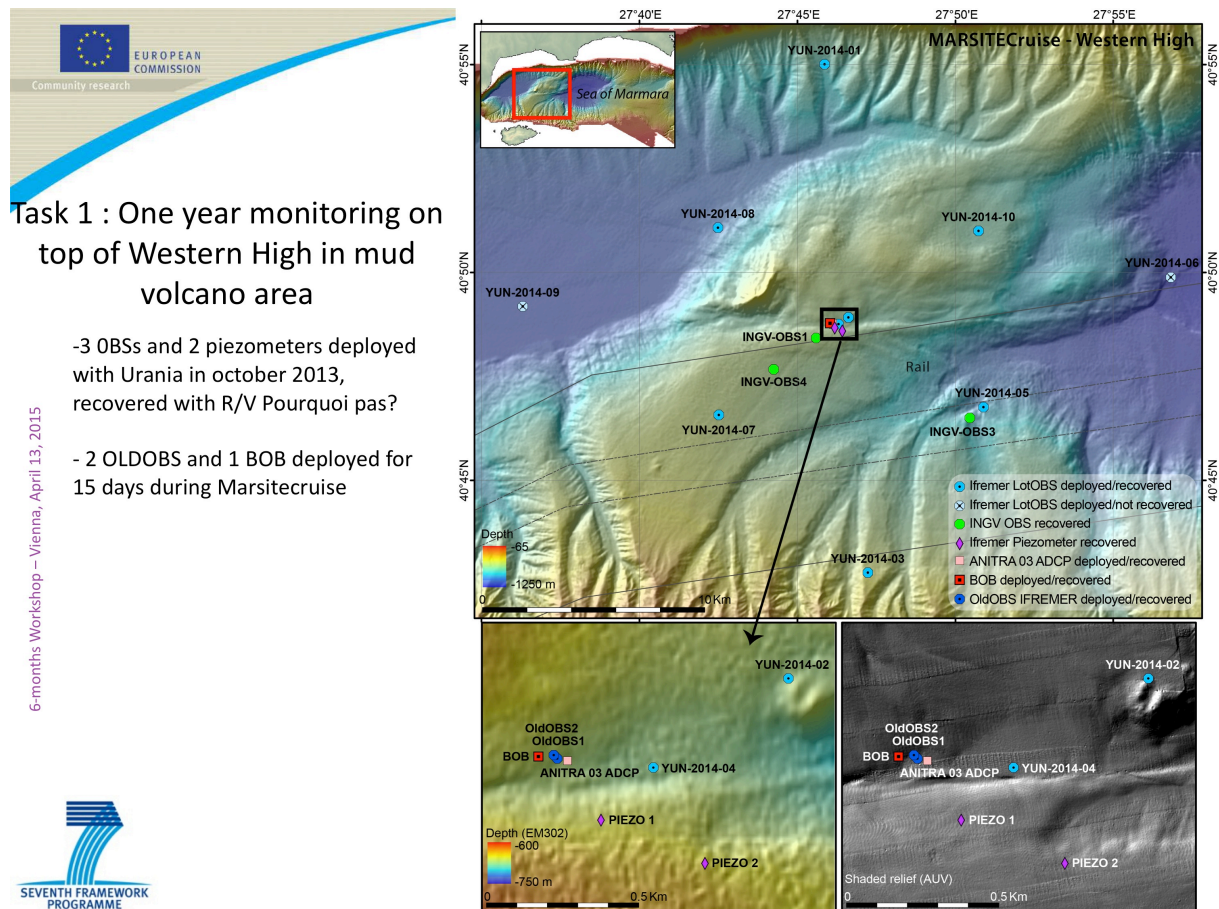 EUROPEAN
COMMISSION
Community research
Task 1 : One year monitoring on
top of Western High in mud
volcano area
-3 0BSs and 2 piezometers deployed
with Urania in october 2013,
recovered with R/V Pourquoi pas?
- 2 OLDOBS and 1 BOB deployed for
15 days during Marsitecruise
6-months Workshop – Vienna, April 13, 2015
SEVENTH FRAMEWORK
PROGRAMME
27°40'E 27°45'E 27°50'E 27°55'E
MARSITECruise - Western High
Sea of Marmara
40°55'N
40°55'N
40°50'N
40°50'N
40°45'N
40°45'N
YUN-2014-01
YUN-2014-08
YUN-2014-10
YUN-2014-06
YUN-2014-09
INGV-OBS1
INGV-OBS4
Rail
YUN-2014-05
YUN-2014-07
INGV-OBS3
YUN-2014-03
Ifremer LotOBS deployed/recovered
Ifremer LotOBS deployed/not recovered
INGV OBS recovered
Ifremer Piezometer recovered
ANITRA 03 ADCP deployed/recovered
BOB deployed/recovered
OldOBS IFREMER deployed/recovered
Depth
-65
-1250 m
0 10 Km
YUN-2014-02
OldOBS2
OldOBS1
BOB
ANITRA 03 ADCP
YUN-2014-04
PIEZO 1
PIEZO 2
Depth (EM302)
-600
-750 m
0 0.5 Km
YUN-2014-02
OldOBS2
OldOBS1
BOB
ANITRA 03 ADCP
YUN-2014-04
PIEZO 1
PIEZO 2
Shaded relief (AUV)
0 0.5 Km